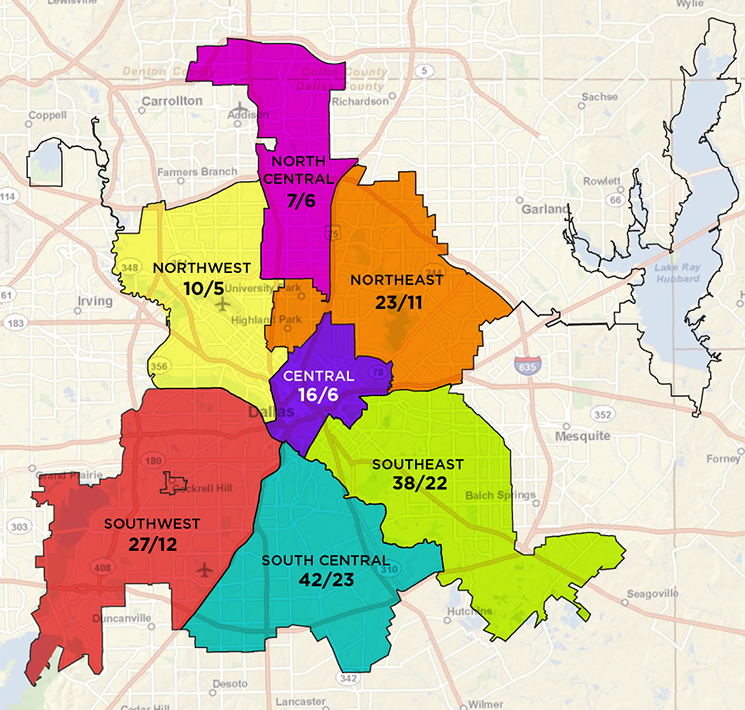 Lewisville
Wylie
Denton County
Collin County
Dallas County
5
Carrollton
Richardson
Sachse
Coppell
Addison
NORTH
CENTRAL
7/6
Farmers Branch
Rowlett
66
114
Garland
75
NORTHWEST
10/5
348
NORTHEAST
23/11
244
Lake Ray
Hubbard
University Park
61
Irving
Highland Park
183
635
356
CENTRAL
16/6
78
Dallas
352
Mesquite
180
SOUTHEAST
38/22
Forney
Grand Prairie
Cockrell Hill
Balch Springs
303
SOUTHWEST
27/12
SOUTH CENTRAL
42/23
310
408
Seagoville
Duncanville
Hutchins
Desoto
342
Cedar Hill
Lancaster
Wilmer